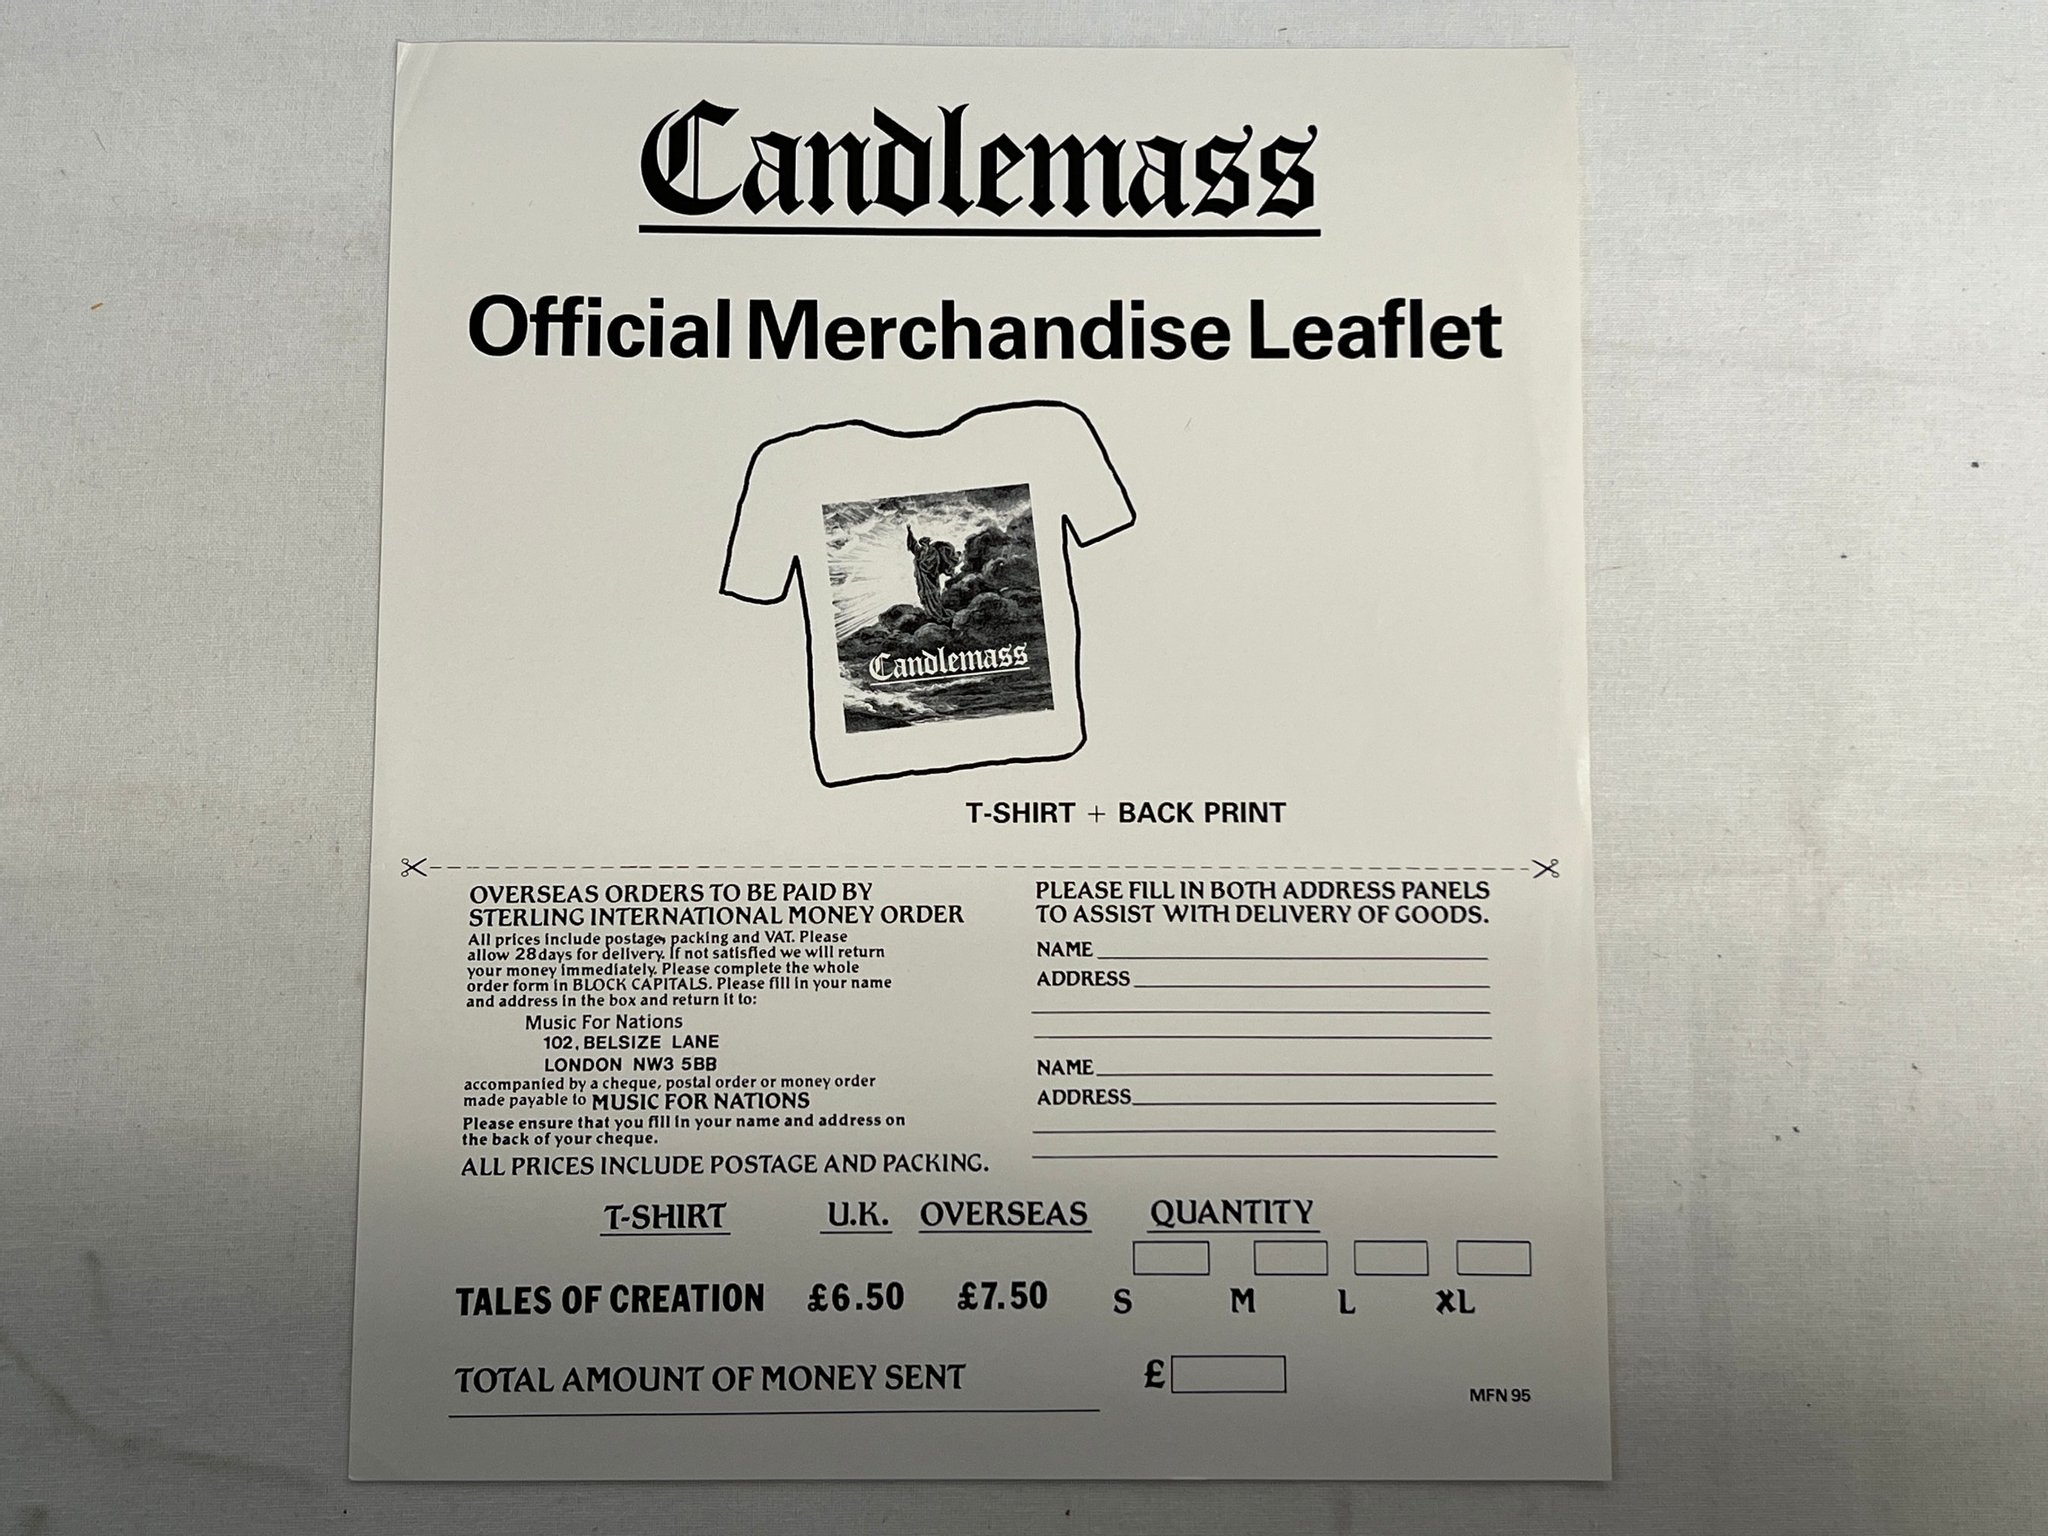 Candlemass
Official Merchandise Leaflet
Candlemass
T-SHIRT + BACK PRINT
OVERSEAS ORDERS TO BE PAID BY
STERLING INTERNATIONAL MONEY ORDER
All prices include postage, packing and VAT. Please
allow 28days for delivery. If not satisfied we will return
your money immediately. Please complete the whole
order form in BLOCK CAPITALS. Please fill in your name
and address in the box and return it to:
Music For Nations
102, BELSIZE LANE
LONDON NW3 5BB
accompanied by a cheque, postal order or money order
made payable to MUSIC FOR NATIONS
Please ensure that you fill in your name and address on
the back of your cheque.
ALL PRICES INCLUDE POSTAGE AND PACKING.
PLEASE FILL IN BOTH ADDRESS PANELS
TO ASSIST WITH DELIVERY OF GOODS.
NAME
ADDRESS
NAME
ADDRESS
T-SHIRT U.K. OVERSEAS QUANTITY
TALES OF CREATION £6.50 £7.50 S M L XL
TOTAL AMOUNT OF MONEY SENT £
MFN 95